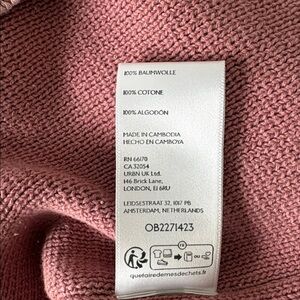 100% BAUMWOLLE
100% COTONE
100% ALGODÓN
MADE IN CAMBODIA
HECHO EN CAMBOYA
RN 66170
CA 32054
URBN UK Ltd.
146 Brick Lane,
LONDON, E1 6RU
LEIDSESTRAAT 32, 1017 PB
AMSTERDAM, NETHERLANDS
OB2271423
FR
quefairedemesdechets.fr